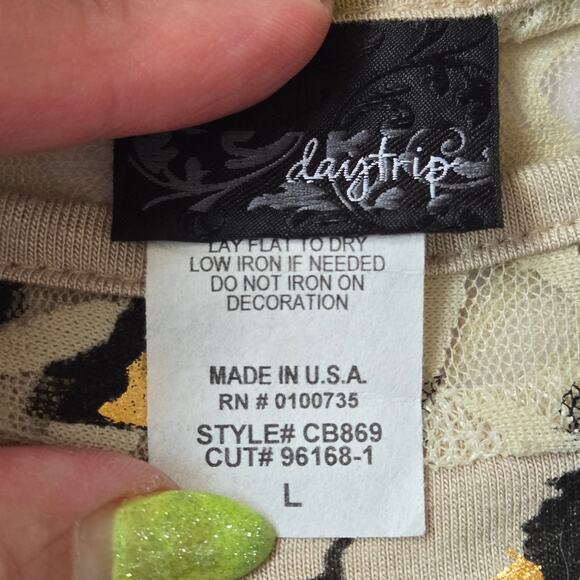 daytrip
LAY FLAT TO DRY
LOW IRON IF NEEDED
DO NOT IRON ON
DECORATION
MADE IN U.S.A.
RN # 0100735
STYLE# CB869
CUT# 96168-1
L